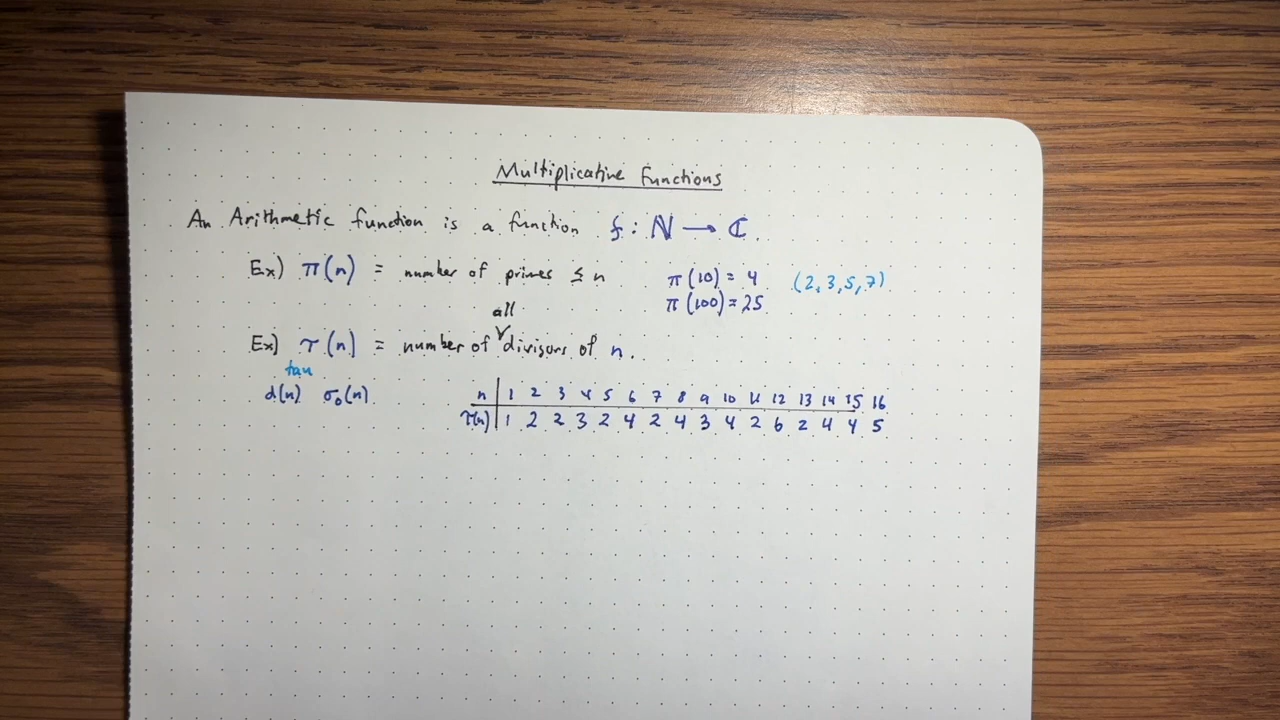 Multiplicative Functions
An Arithmetic function is a function f : ℕ → ℂ.
Ex) π(n) = number of primes ≤ n π(10) = 4 (2, 3, 5, 7)
π(100) = 25
all
Ex) τ(n) = number of ∨ divisors of n.
tau
d(n) σ₀(n)
n | 1 2 3 4 5 6 7 8 9 10 11 12 13 14 15 16
τ(n) | 1 2 2 3 2 4 2 4 3 4 2 6 2 4 4 5